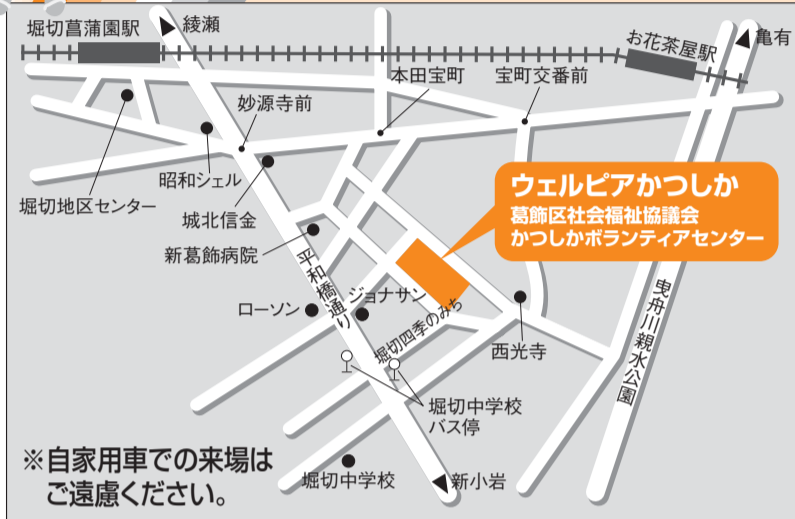 堀切菖蒲園駅
綾瀬
お花茶屋駅
亀有
本田宝町
宝町交番前
妙源寺前
昭和シェル
堀切地区センター
城北信金
新葛飾病院
ウェルピアかつしか
葛飾区社会福祉協議会
かつしかボランティアセンター
平和橋通り
ローソン
ジョナサン
堀切四季のみち
西光寺
曳舟川親水公園
堀切中学校
バス停
※自家用車での来場は
ご遠慮ください。
堀切中学校
新小岩